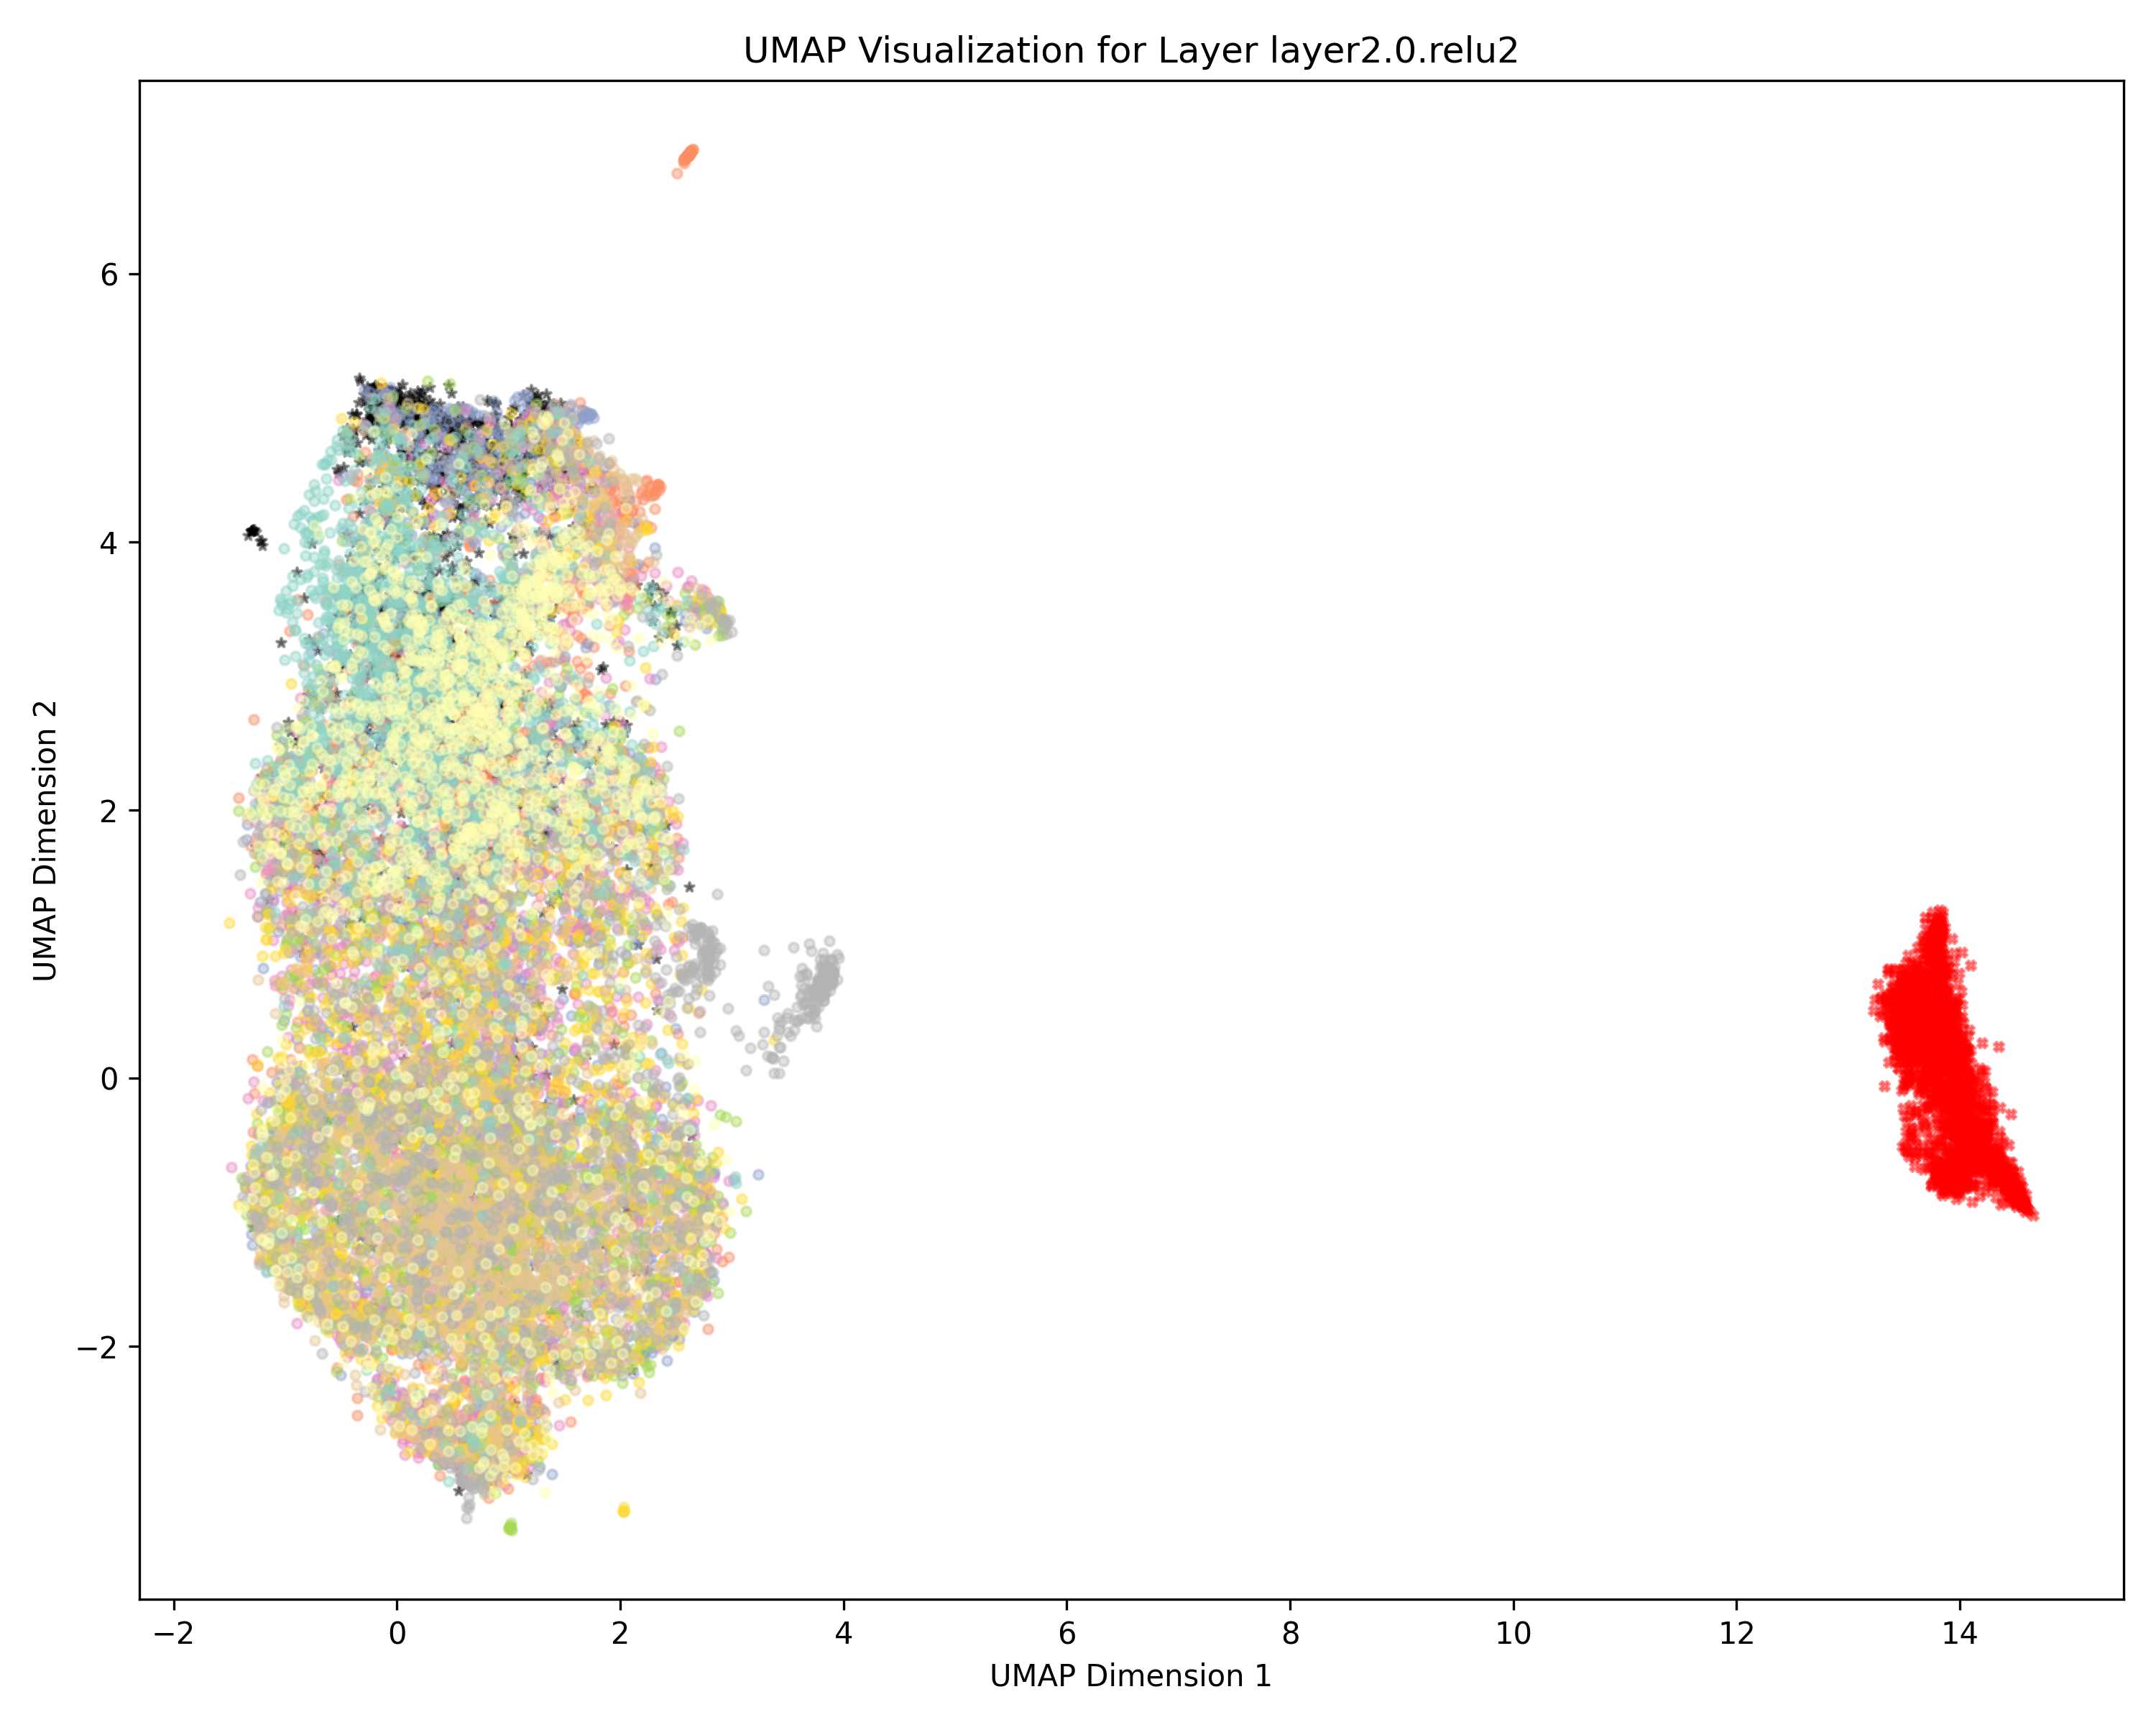 UMAP Visualization for Layer layer2.0.relu2
UMAP Dimension 2
6
4
2
0
−2
−2 0 2 4 6 8 10 12 14
UMAP Dimension 1